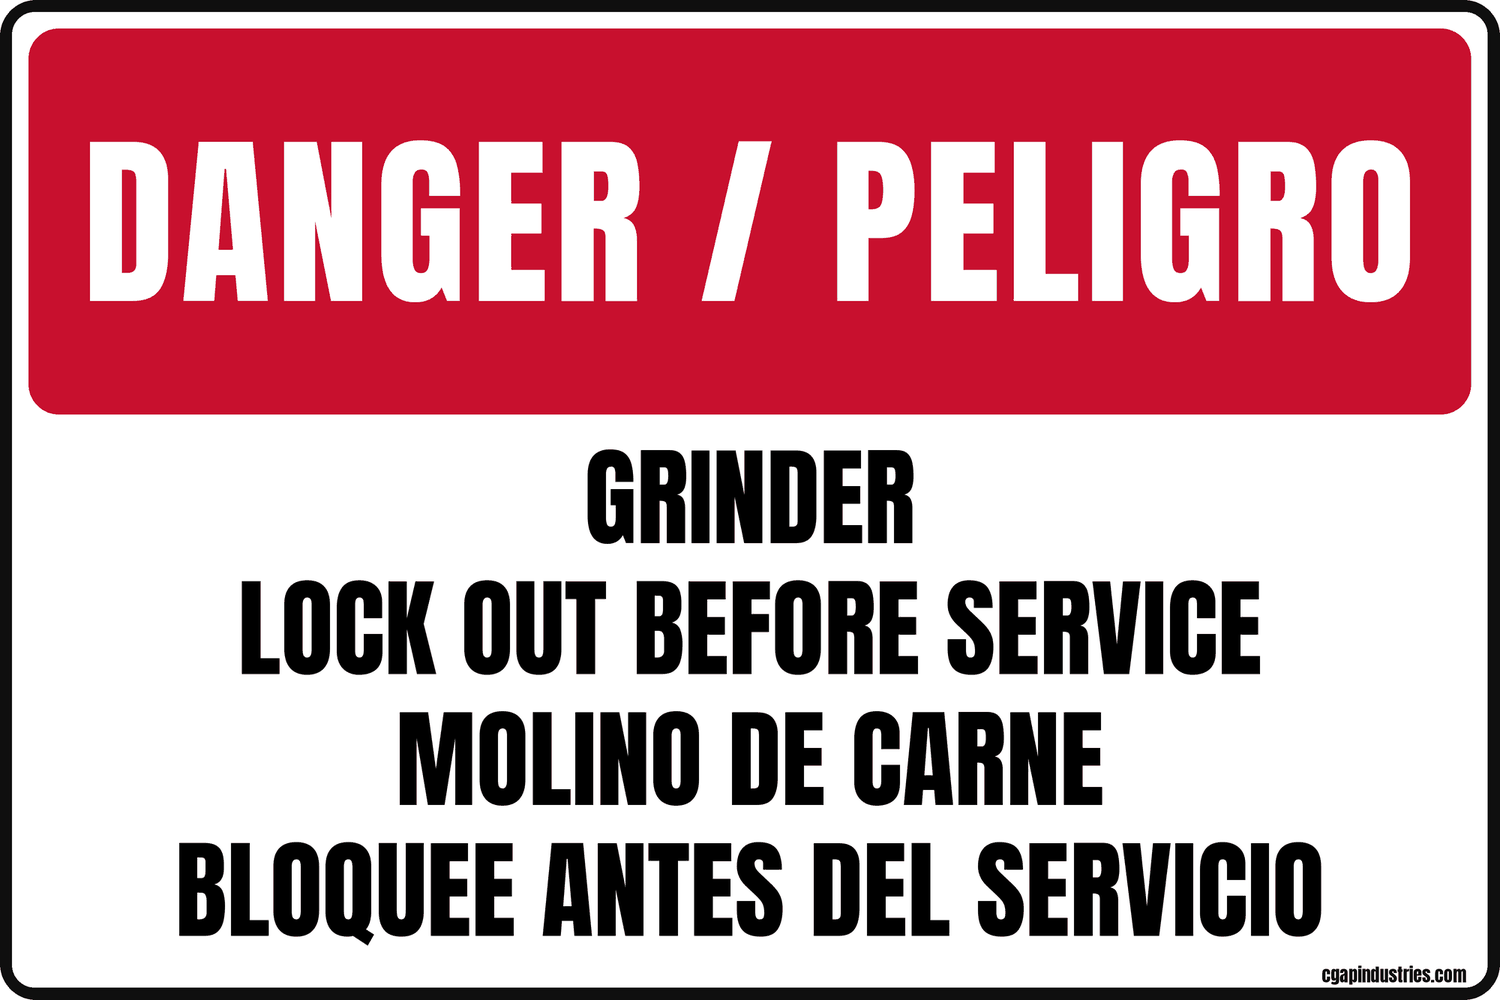 DANGER / PELIGRO
GRINDER
LOCK OUT BEFORE SERVICE
MOLINO DE CARNE
BLOQUEE ANTES DEL SERVICIO
cgapindustries.com